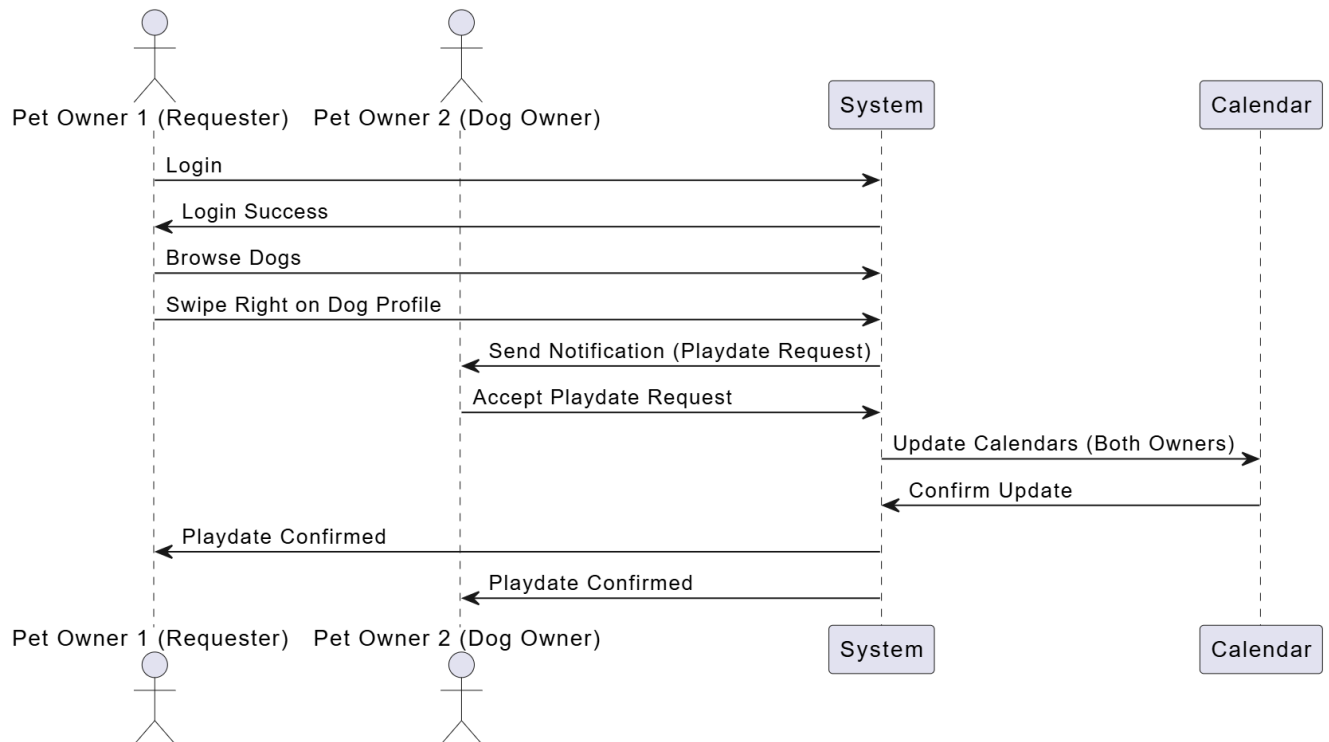 Pet Owner 1 (Requester)
Pet Owner 2 (Dog Owner)
System
Calendar
Login
Login Success
Browse Dogs
Swipe Right on Dog Profile
Send Notification (Playdate Request)
Accept Playdate Request
Update Calendars (Both Owners)
Confirm Update
Playdate Confirmed
Playdate Confirmed
Pet Owner 1 (Requester)
Pet Owner 2 (Dog Owner)
System
Calendar